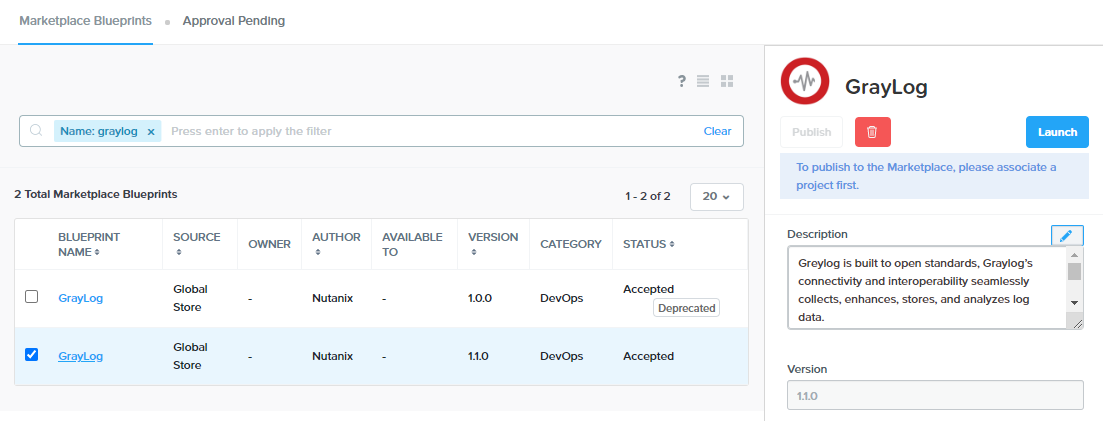 Marketplace Blueprints Approval Pending
?
Name: graylog x Press enter to apply the filter Clear
2 Total Marketplace Blueprints 1 - 2 of 2 20
BLUEPRINT NAME SOURCE OWNER AUTHOR AVAILABLE TO VERSION CATEGORY STATUS
GrayLog Global Store - Nutanix - 1.0.0 DevOps Accepted
Deprecated
GrayLog Global Store - Nutanix - 1.1.0 DevOps Accepted
GrayLog
Publish Launch
To publish to the Marketplace, please associate a
project first.
Description
Greylog is built to open standards, Graylog's
connectivity and interoperability seamlessly
collects, enhances, stores, and analyzes log
data.
Version
1.1.0